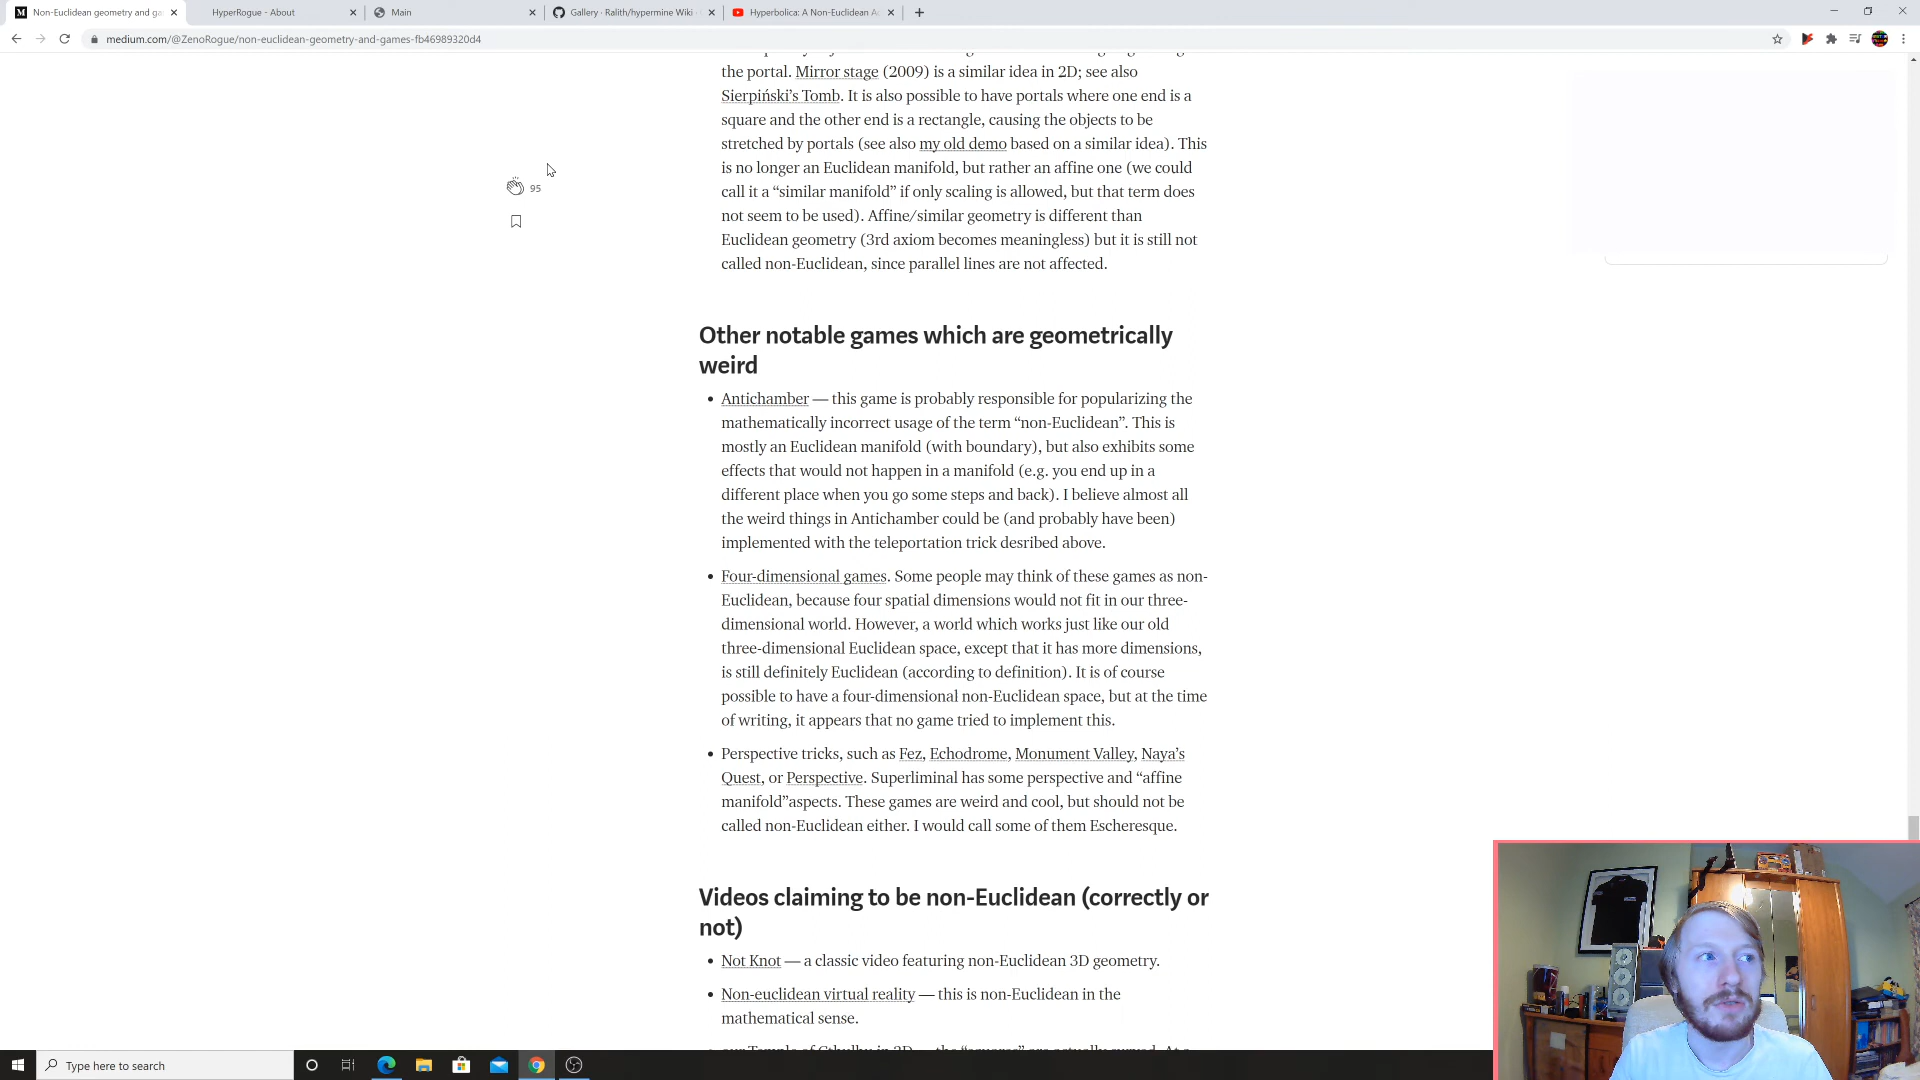 Non-Euclidean geometry and ga
HyperRogue - About
Main
Gallery · Ralith/hypermine Wiki ·
Hyperbolica: A Non-Euclidean A
medium.com/@ZenoRogue/non-euclidean-geometry-and-games-fb46989320d4
the portal. Mirror stage (2009) is a similar idea in 2D; see also
Sierpiński's Tomb. It is also possible to have portals where one end is a
square and the other end is a rectangle, causing the objects to be
stretched by portals (see also my old demo based on a similar idea). This
is no longer an Euclidean manifold, but rather an affine one (we could
call it a “similar manifold” if only scaling is allowed, but that term does
not seem to be used). Affine/similar geometry is different than
Euclidean geometry (3rd axiom becomes meaningless) but it is still not
called non-Euclidean, since parallel lines are not affected.
95
Other notable games which are geometrically
weird
• Antichamber — this game is probably responsible for popularizing the
mathematically incorrect usage of the term “non-Euclidean”. This is
mostly an Euclidean manifold (with boundary), but also exhibits some
effects that would not happen in a manifold (e.g. you end up in a
different place when you go some steps and back). I believe almost all
the weird things in Antichamber could be (and probably have been)
implemented with the teleportation trick desribed above.
• Four-dimensional games. Some people may think of these games as non-
Euclidean, because four spatial dimensions would not fit in our three-
dimensional world. However, a world which works just like our old
three-dimensional Euclidean space, except that it has more dimensions,
is still definitely Euclidean (according to definition). It is of course
possible to have a four-dimensional non-Euclidean space, but at the time
of writing, it appears that no game tried to implement this.
• Perspective tricks, such as Fez, Echodrome, Monument Valley, Naya's
Quest, or Perspective. Superliminal has some perspective and “affine
manifold”aspects. These games are weird and cool, but should not be
called non-Euclidean either. I would call some of them Escheresque.
Videos claiming to be non-Euclidean (correctly or
not)
• Not Knot — a classic video featuring non-Euclidean 3D geometry.
• Non-euclidean virtual reality — this is non-Euclidean in the
mathematical sense.
Type here to search